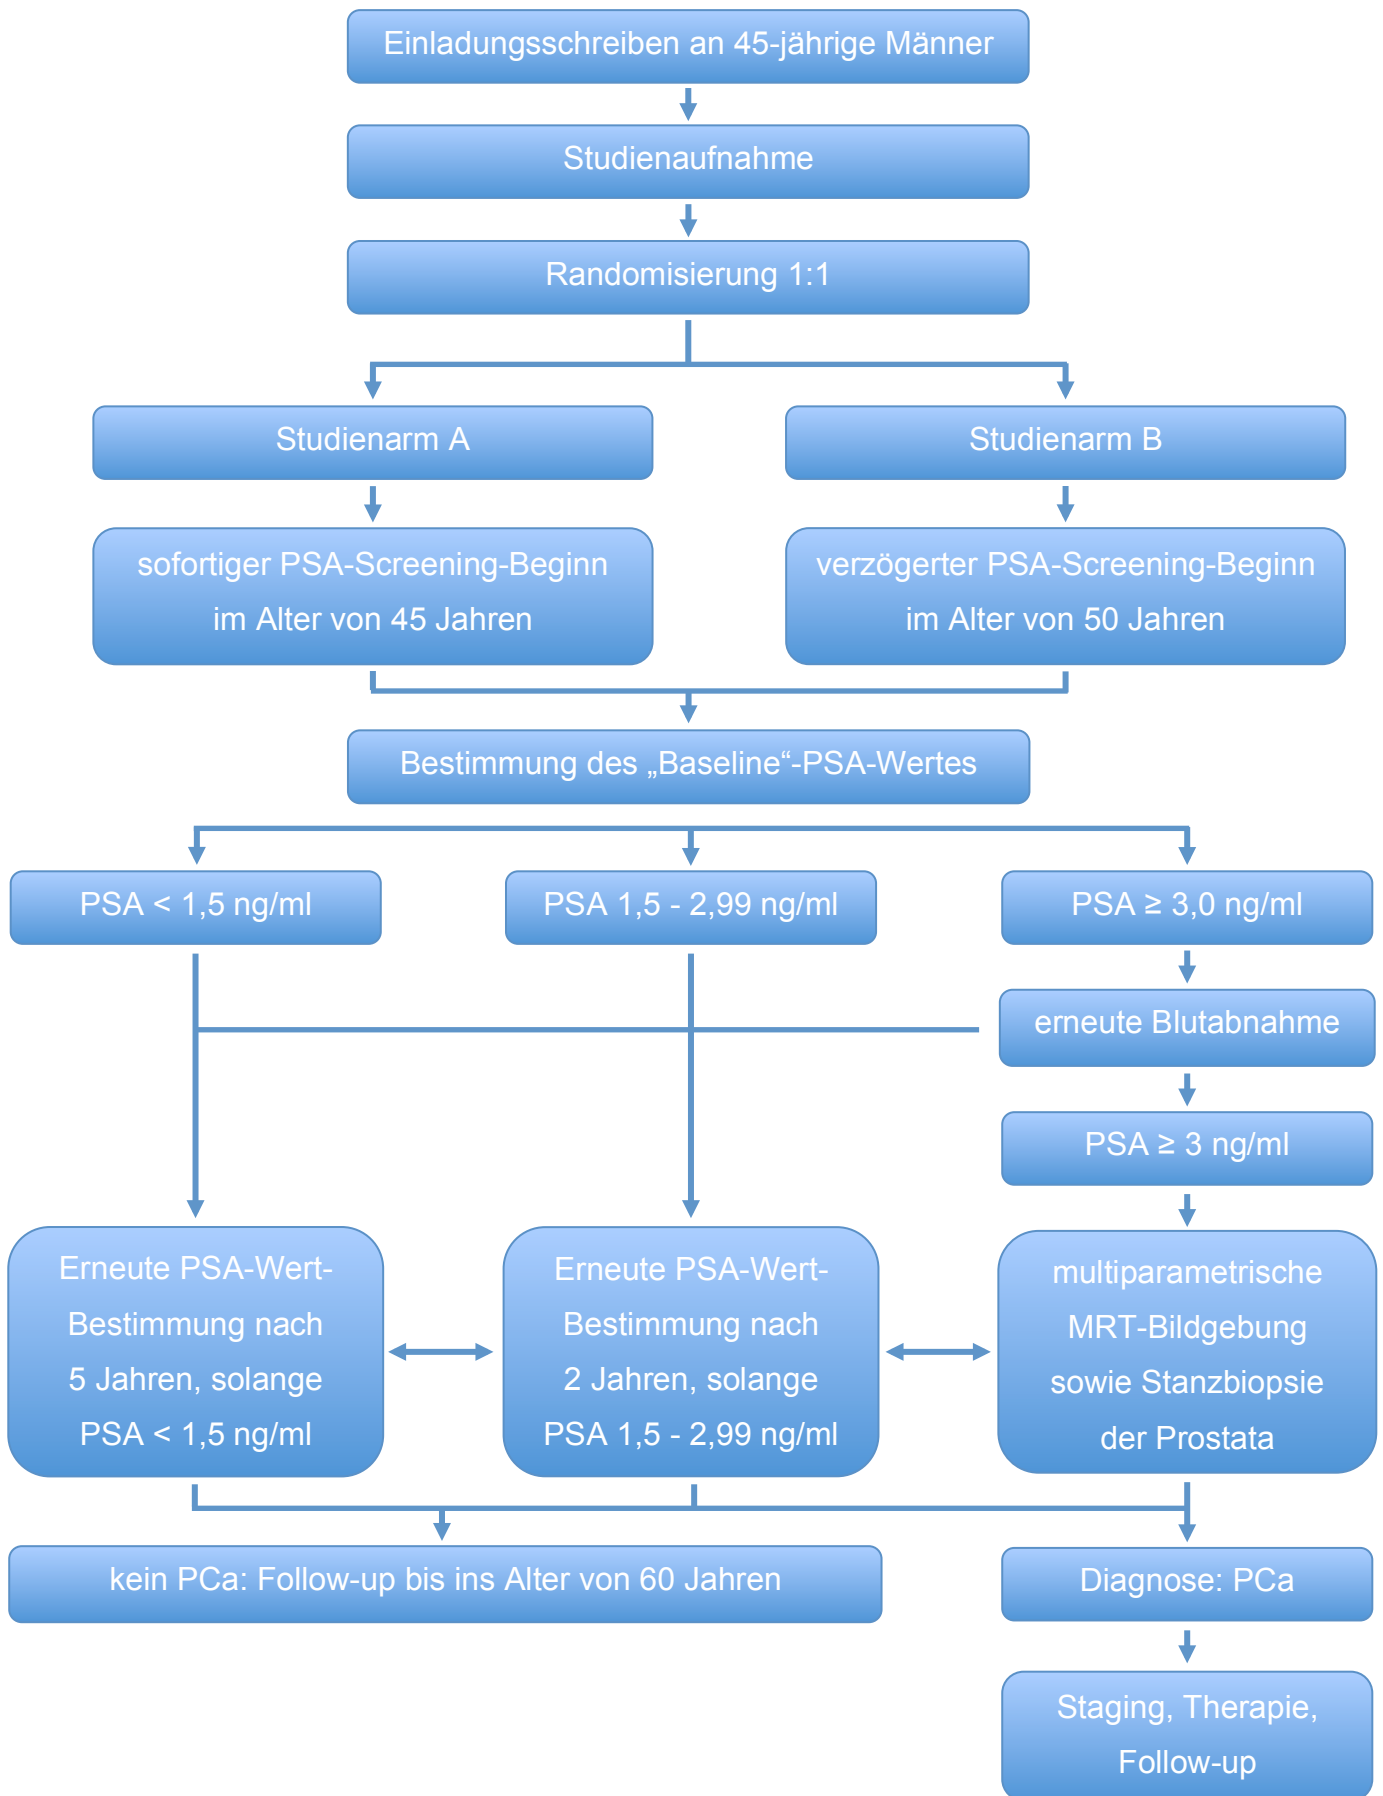 Einladungsschreiben an 45-jährige Männer
Studienaufnahme
Randomisierung 1:1
Studienarm A
Studienarm B
sofortiger PSA-Screening-Beginn
im Alter von 45 Jahren
verzögerter PSA-Screening-Beginn
im Alter von 50 Jahren
Bestimmung des „Baseline“-PSA-Wertes
PSA < 1,5 ng/ml
PSA 1,5 - 2,99 ng/ml
PSA ≥ 3,0 ng/ml
erneute Blutabnahme
PSA ≥ 3 ng/ml
Erneute PSA-Wert-
Bestimmung nach
5 Jahren, solange
PSA < 1,5 ng/ml
Erneute PSA-Wert-
Bestimmung nach
2 Jahren, solange
PSA 1,5 - 2,99 ng/ml
multiparametrische
MRT-Bildgebung
sowie Stanzbiopsie
der Prostata
kein PCa: Follow-up bis ins Alter von 60 Jahren
Diagnose: PCa
Staging, Therapie,
Follow-up